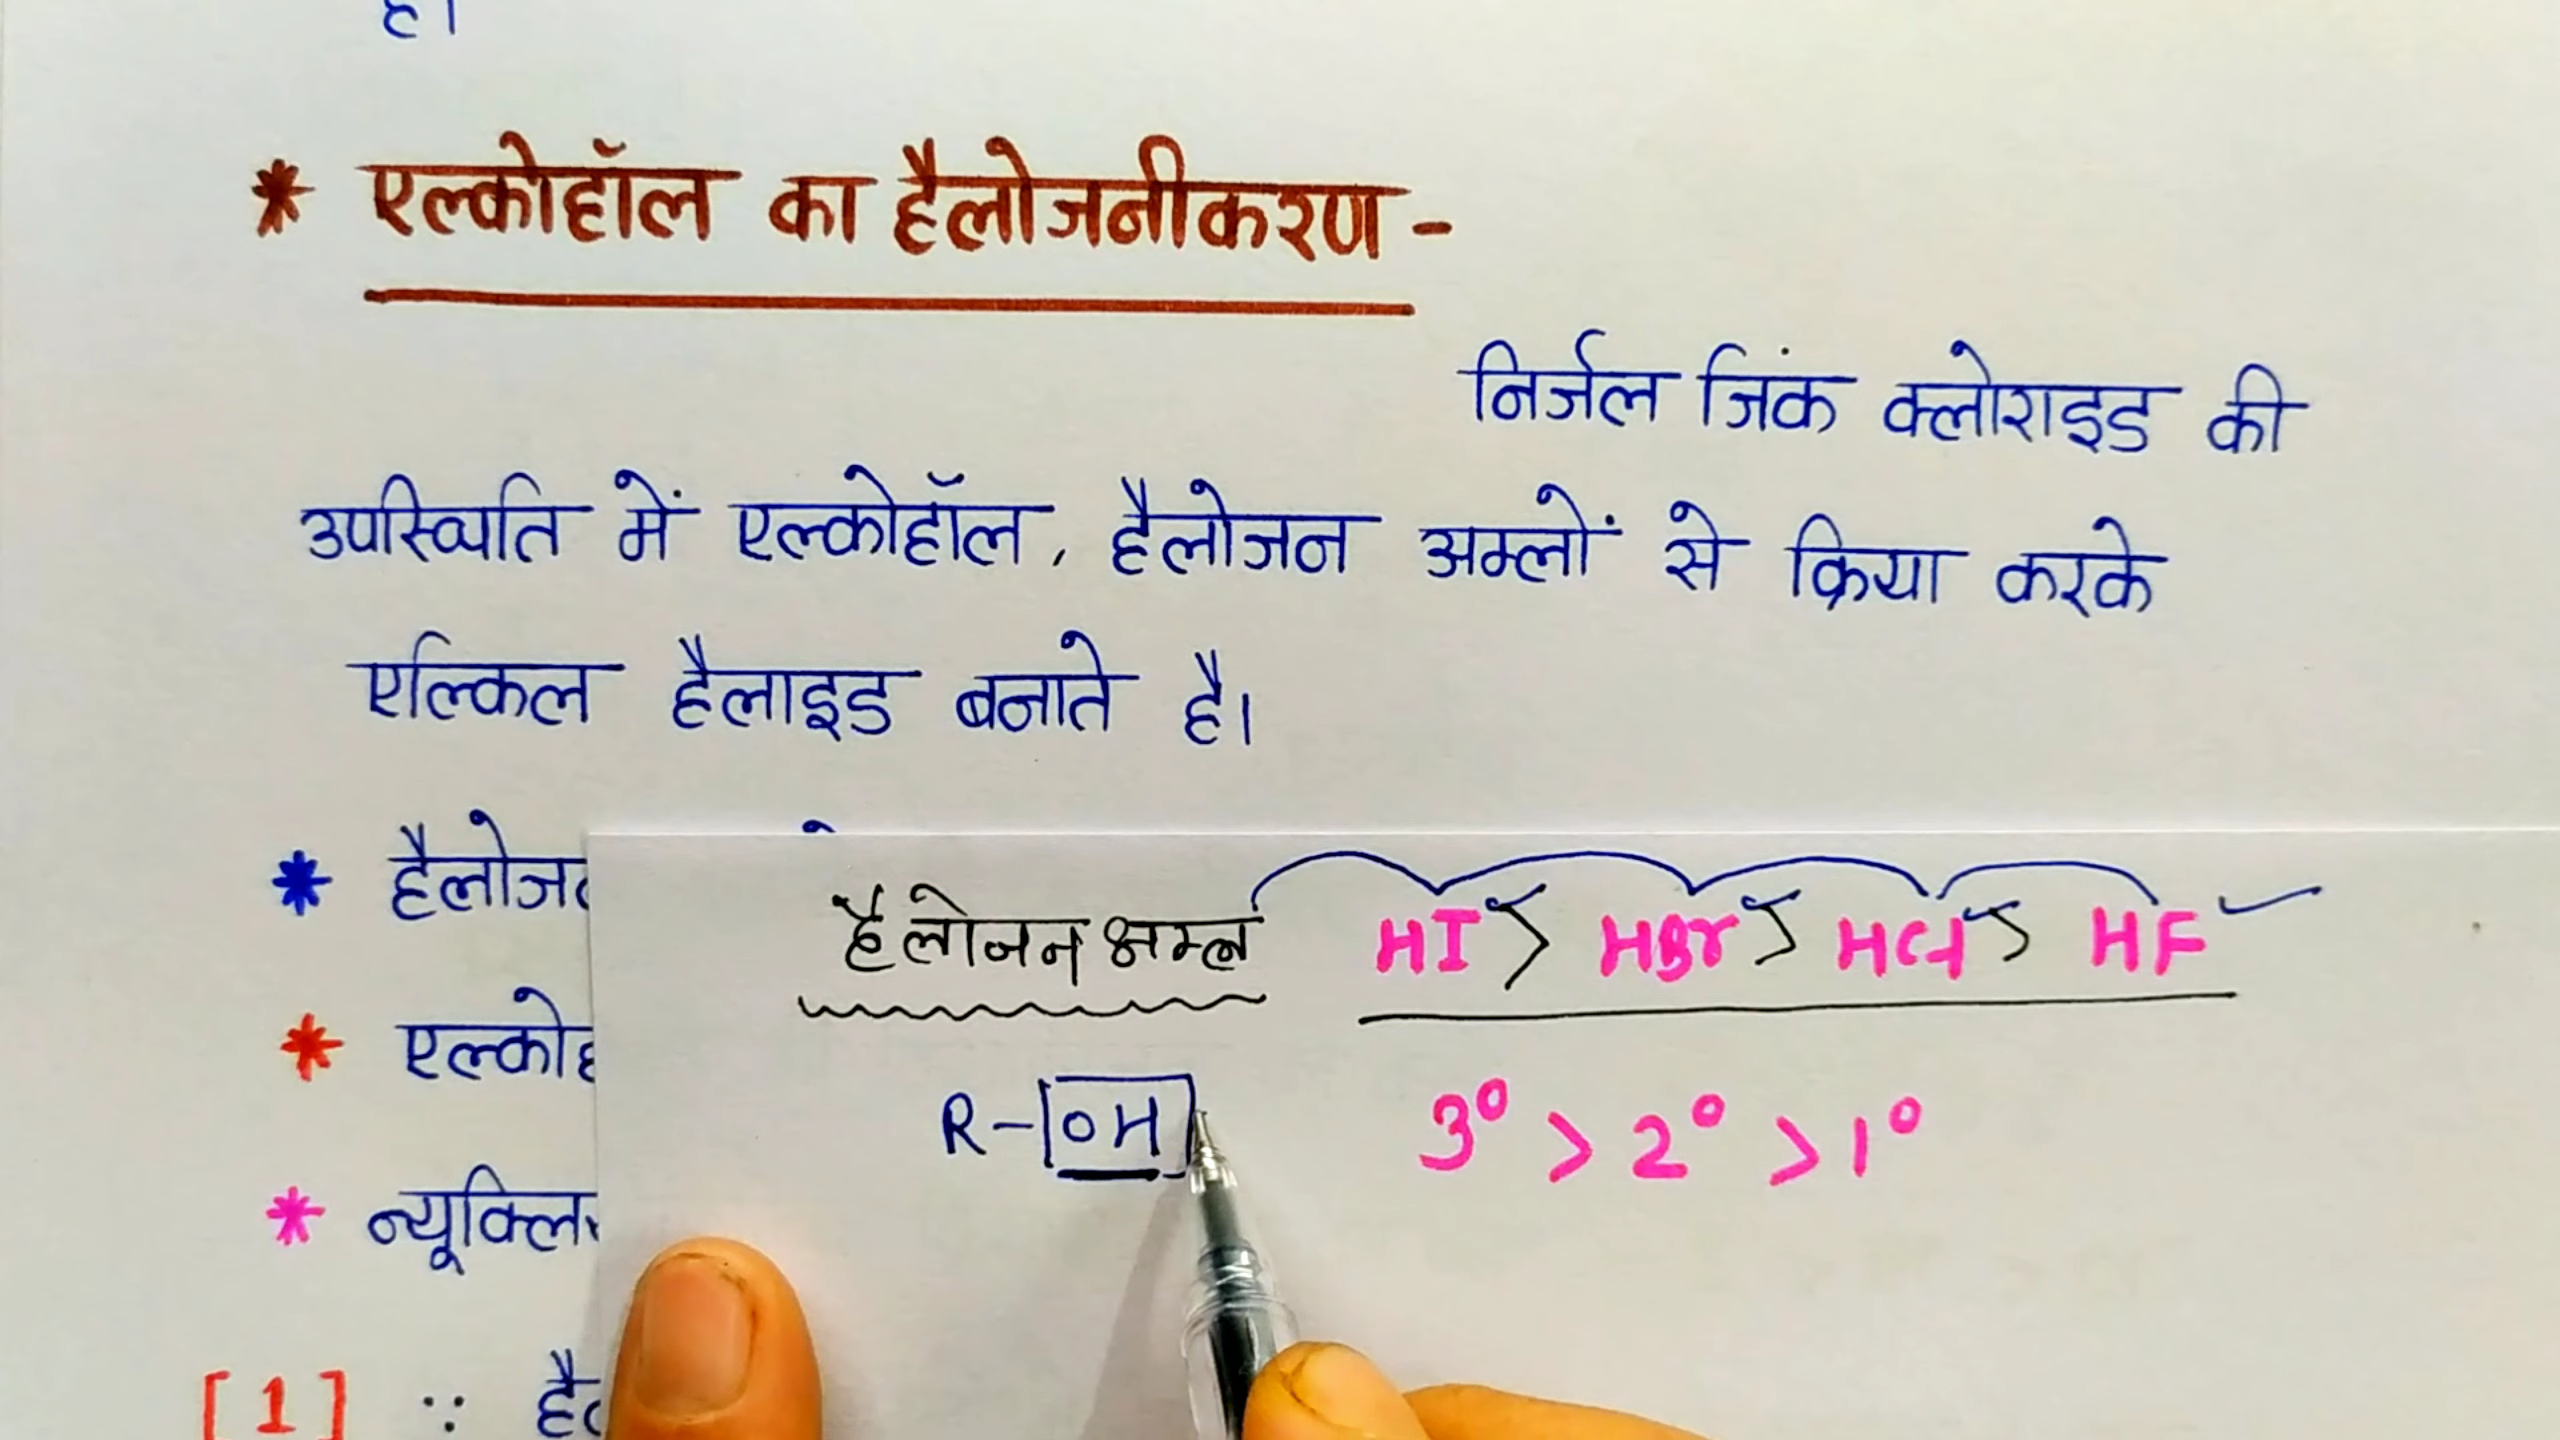 है।
* एल्कोहॉल का हैलोजनीकरण -
निर्जल जिंक क्लोराइड की
उपस्थिति में एल्कोहॉल, हैलोजन अम्लों से क्रिया करके
एल्किल हैलाइड बनाते है।
* हैलोजन
हैलोजन अम्ल HI > HBr > HCl > HF
* एल्कोह
R-OH 3° > 2° > 1°
* न्यूक्लि
[1] ∵ है